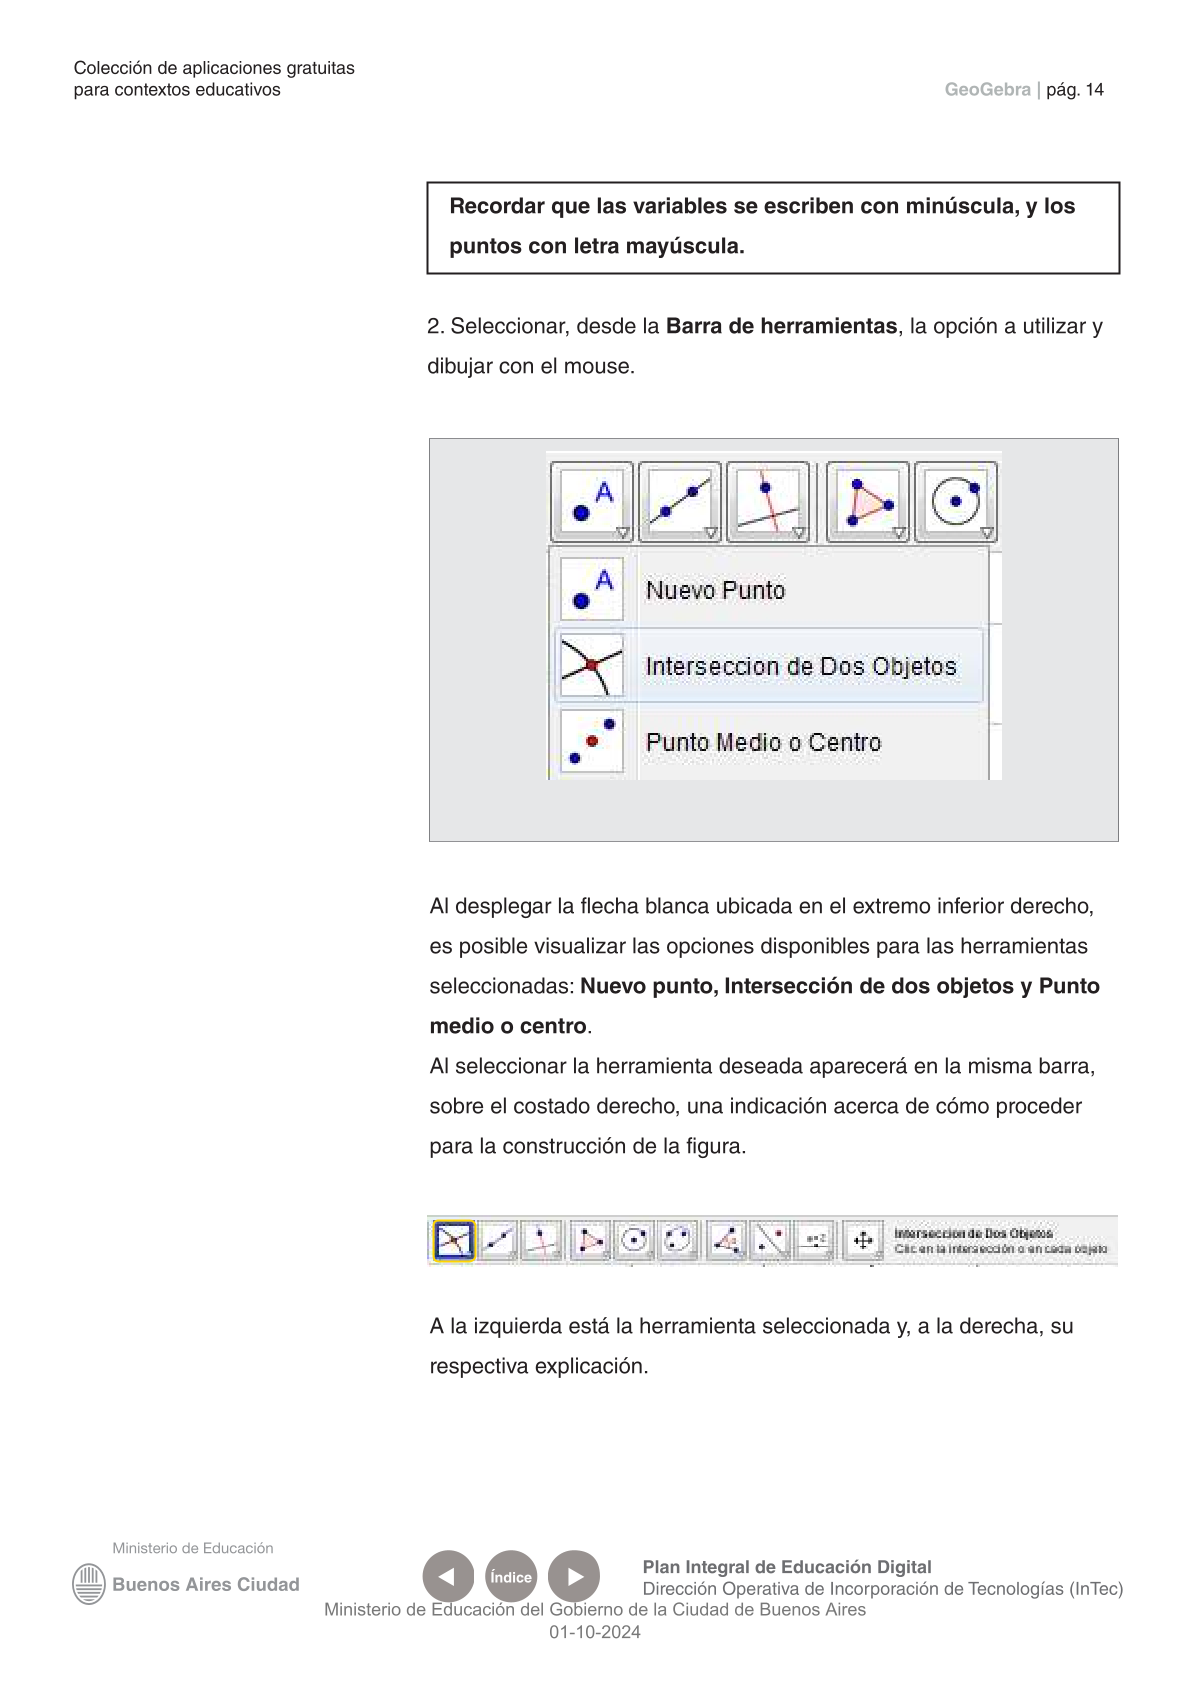 Colección de aplicaciones gratuitas
para contextos educativos
GeoGebra | pág. 14
Recordar que las variables se escriben con minúscula, y los
puntos con letra mayúscula.
2. Seleccionar, desde la Barra de herramientas, la opción a utilizar y
dibujar con el mouse.
A
A
Nuevo Punto
Interseccion de Dos Objetos
Punto Medio o Centro
Al desplegar la flecha blanca ubicada en el extremo inferior derecho,
es posible visualizar las opciones disponibles para las herramientas
seleccionadas: Nuevo punto, Intersección de dos objetos y Punto
medio o centro.
Al seleccionar la herramienta deseada aparecerá en la misma barra,
sobre el costado derecho, una indicación acerca de cómo proceder
para la construcción de la figura.
a=2
Interseccion de Dos Objetos
Clic en la intersección o en cada objeto
A la izquierda está la herramienta seleccionada y, a la derecha, su
respectiva explicación.
Ministerio de Educación
Buenos Aires Ciudad
Índice
Plan Integral de Educación Digital
Dirección Operativa de Incorporación de Tecnologías (InTec)
Ministerio de Educación del Gobierno de la Ciudad de Buenos Aires
01-10-2024